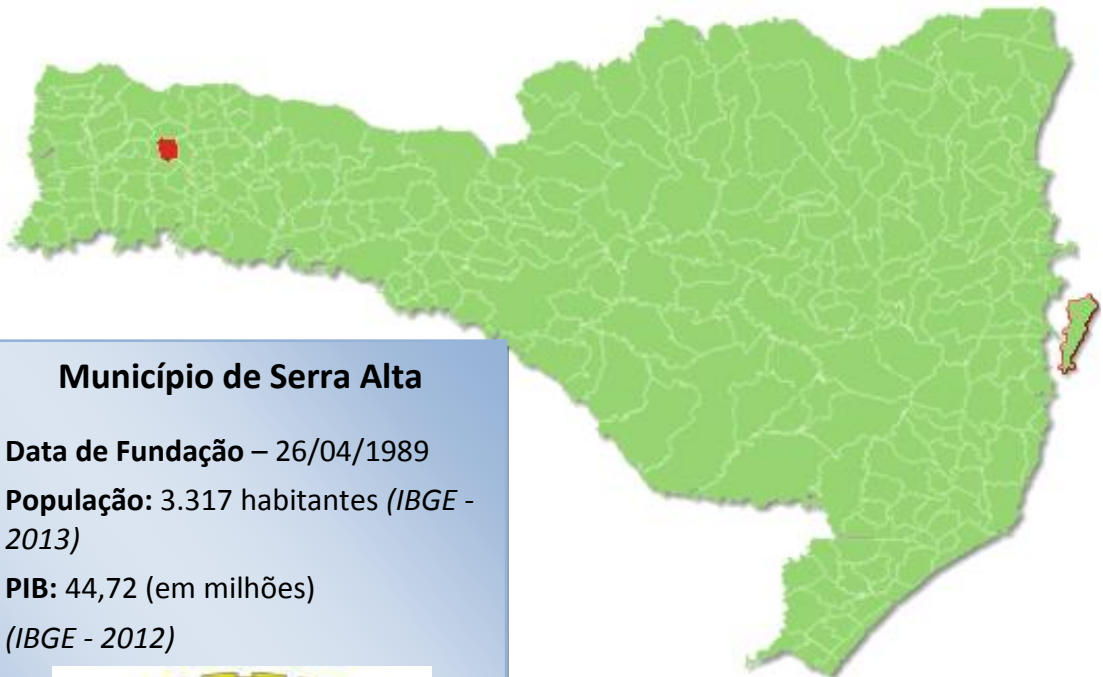 Município de Serra Alta
Data de Fundação – 26/04/1989
População: 3.317 habitantes (IBGE -
2013)
PIB: 44,72 (em milhões)
(IBGE - 2012)